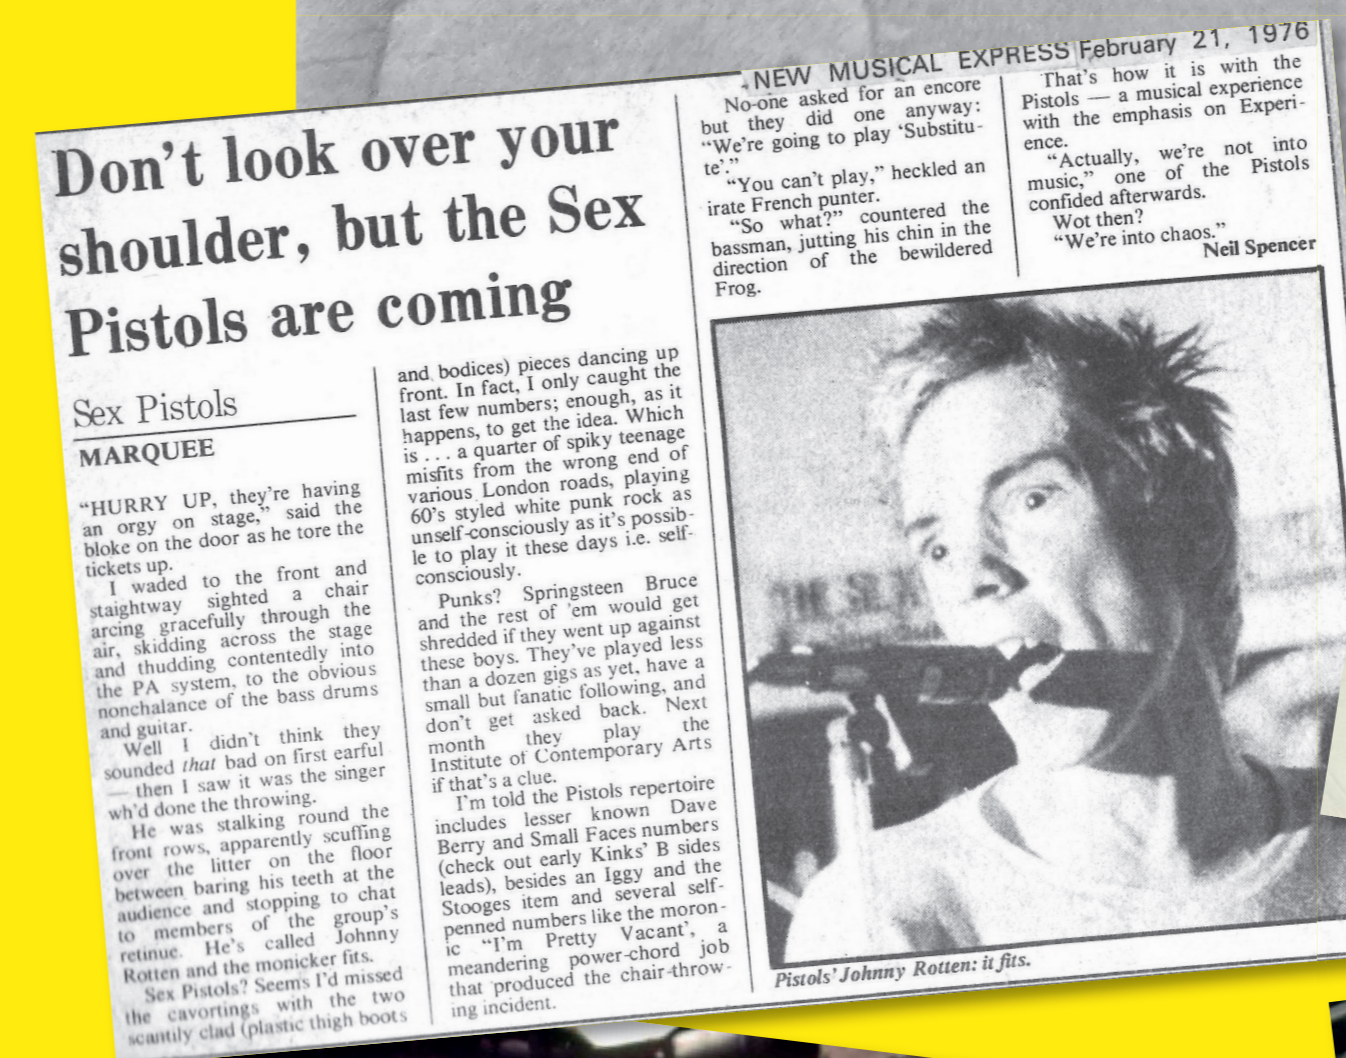 NEW MUSICAL EXPRESS February 21, 1976
Don't look over your
shoulder, but the Sex
Pistols are coming
Sex Pistols
MARQUEE
“HURRY UP, they're having
an orgy on stage,” said the
bloke on the door as he tore the
tickets up.
I waded to the front and
staightway sighted a chair
arcing gracefully through the
air, skidding across the stage
and thudding contentedly into
the PA system, to the obvious
nonchalance of the bass drums
and guitar.
Well I didn't think they
sounded that bad on first earful
— then I saw it was the singer
wh'd done the throwing.
He was stalking round the
front rows, apparently scuffing
over the litter on the floor
between baring his teeth at the
audience and stopping to chat
to members of the group's
retinue. He's called Johnny
Rotten and the monicker fits.
Sex Pistols? Seems I'd missed
the cavortings with the two
scantily clad (plastic thigh boots
and bodices) pieces dancing up
front. In fact, I only caught the
last few numbers; enough, as it
happens, to get the idea. Which
is . . . a quarter of spiky teenage
misfits from the wrong end of
various London roads, playing
60's styled white punk rock as
unself-consciously as it's possib-
le to play it these days i.e. self-
consciously.
Punks? Springsteen Bruce
and the rest of 'em would get
shredded if they went up against
these boys. They've played less
than a dozen gigs as yet, have a
small but fanatic following, and
don't get asked back. Next
month they play the
Institute of Contemporary Arts
if that's a clue.
I'm told the Pistols repertoire
includes lesser known Dave
Berry and Small Faces numbers
(check out early Kinks' B sides
leads), besides an Iggy and the
Stooges item and several self-
penned numbers like the moron-
ic “I'm Pretty Vacant', a
meandering power-chord job
that produced the chair-throw-
ing incident.
No-one asked for an encore
but they did one anyway:
“We're going to play ‘Substitu-
te’.”
“You can't play,” heckled an
irate French punter.
“So what?” countered the
bassman, jutting his chin in the
direction of the bewildered
Frog.
That's how it is with the
Pistols — a musical experience
with the emphasis on Experi-
ence.
“Actually, we're not into
music,” one of the Pistols
confided afterwards.
Wot then?
“We're into chaos.”
Neil Spencer
Pistols' Johnny Rotten: it fits.